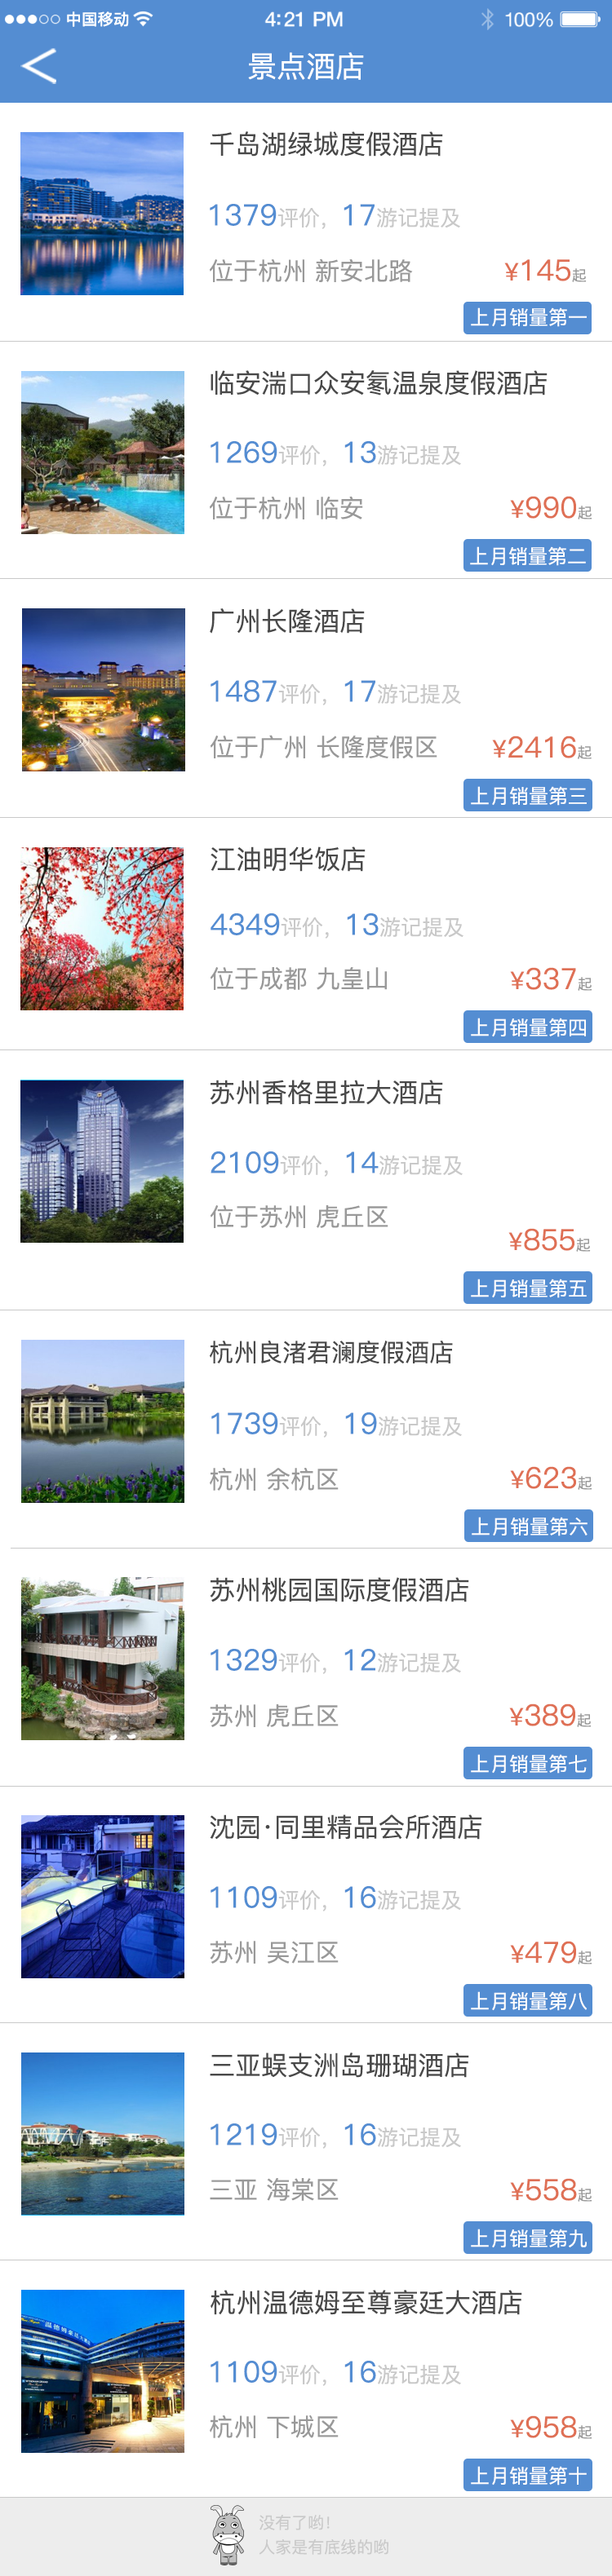 中国移动 4:21 PM 100%
景点酒店
千岛湖绿城度假酒店
1379评价，17游记提及
位于杭州 新安北路 ¥145起
上月销量第一
临安湍口众安氡温泉度假酒店
1269评价，13游记提及
位于杭州 临安 ¥990起
上月销量第二
广州长隆酒店
1487评价，17游记提及
位于广州 长隆度假区 ¥2416起
上月销量第三
江油明华饭店
4349评价，13游记提及
位于成都 九皇山 ¥337起
上月销量第四
苏州香格里拉大酒店
2109评价，14游记提及
位于苏州 虎丘区
¥855起
上月销量第五
杭州良渚君澜度假酒店
1739评价，19游记提及
杭州 余杭区 ¥623起
上月销量第六
苏州桃园国际度假酒店
1329评价，12游记提及
苏州 虎丘区 ¥389起
上月销量第七
沈园·同里精品会所酒店
1109评价，16游记提及
苏州 吴江区 ¥479起
上月销量第八
三亚蜈支洲岛珊瑚酒店
1219评价，16游记提及
三亚 海棠区 ¥558起
上月销量第九
杭州温德姆至尊豪廷大酒店
1109评价，16游记提及
杭州 下城区 ¥958起
上月销量第十
没有了哟！
人家是有底线的哟